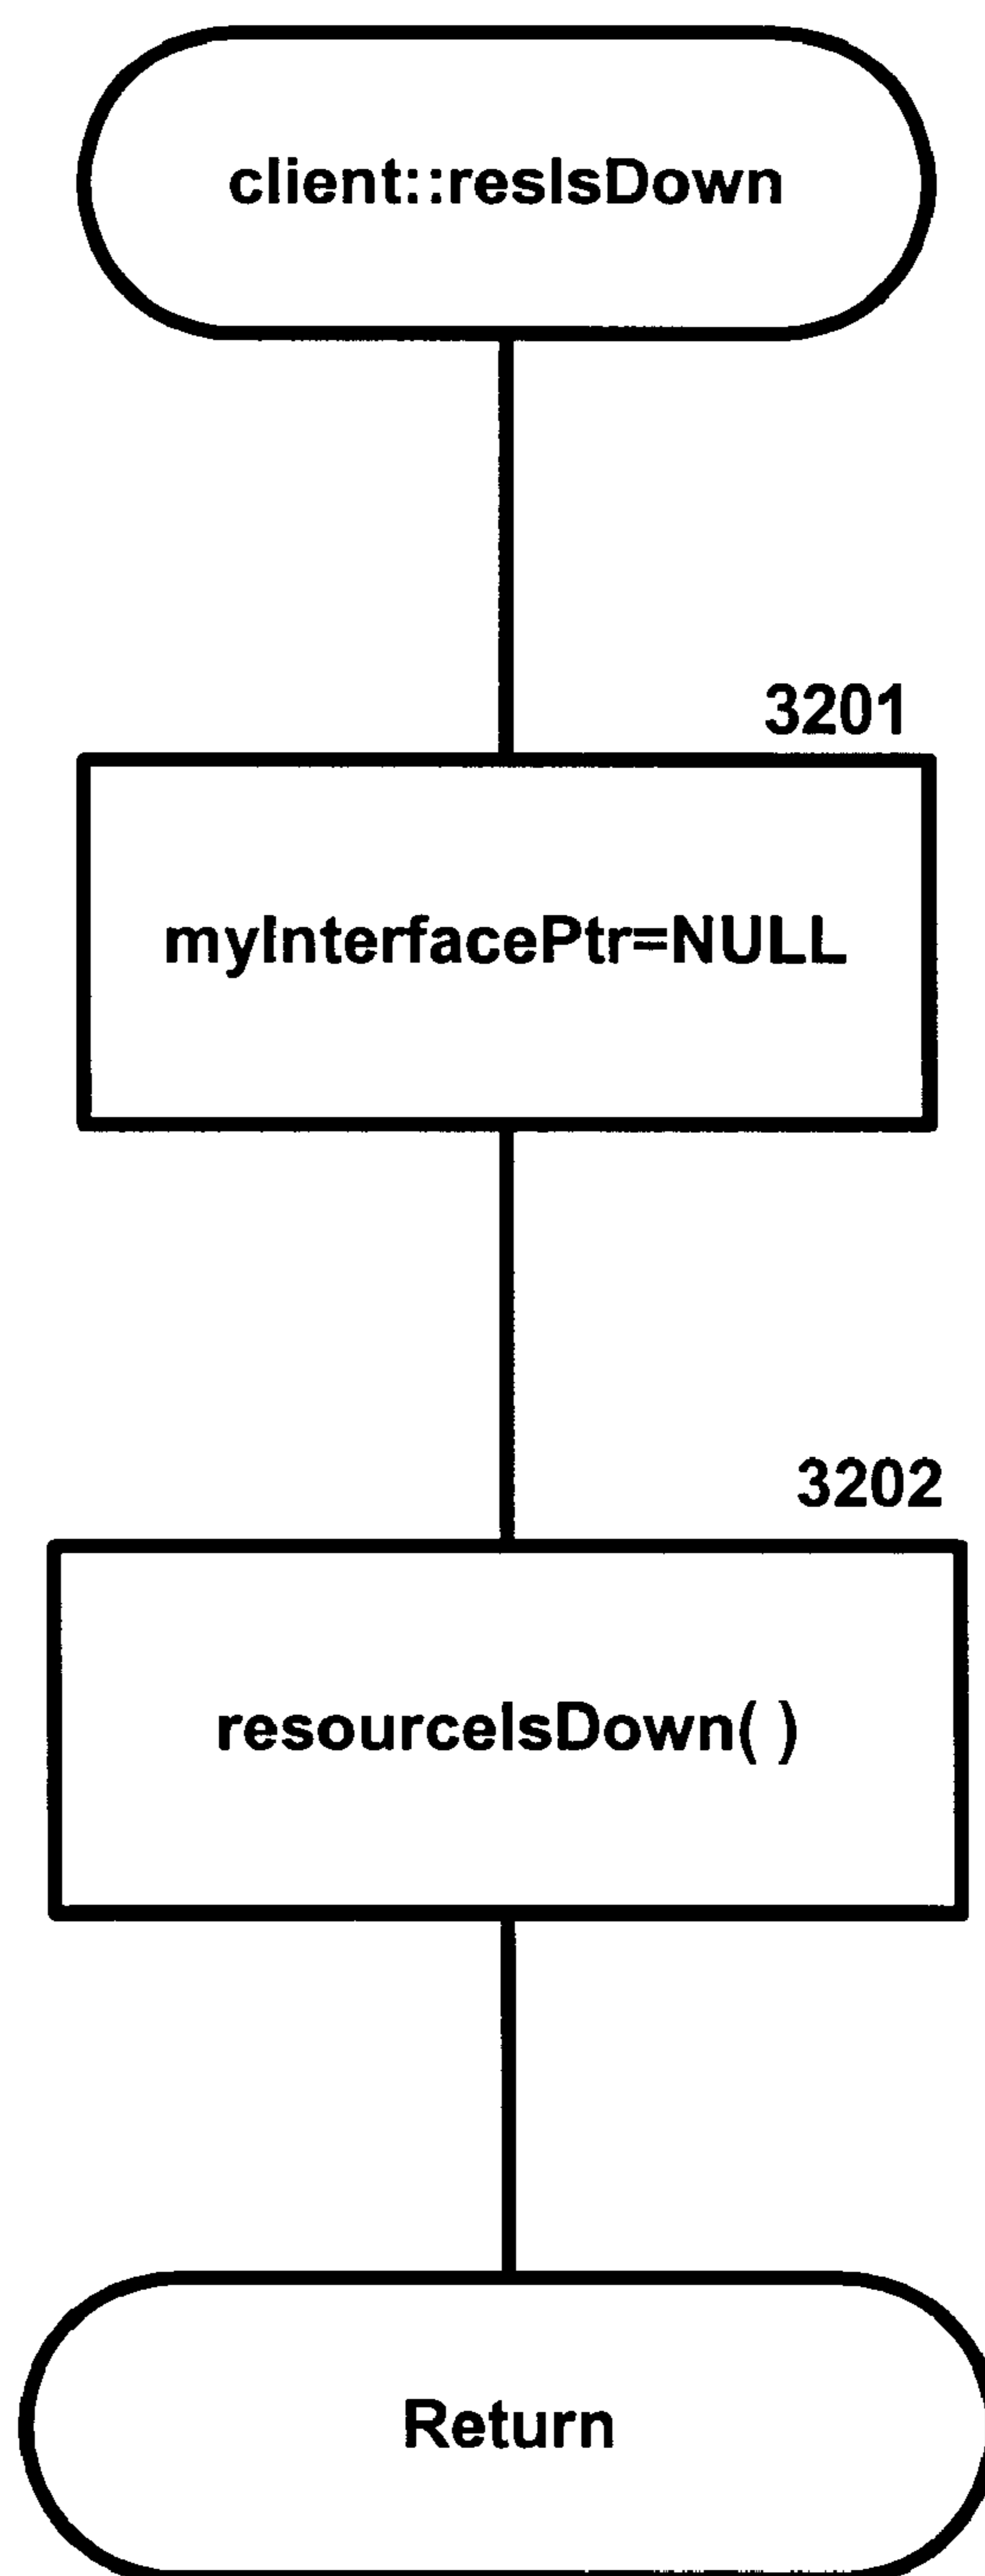 client::resIsDown
3201
myInterfacePtr=NULL
3202
resourceIsDown( )
Return